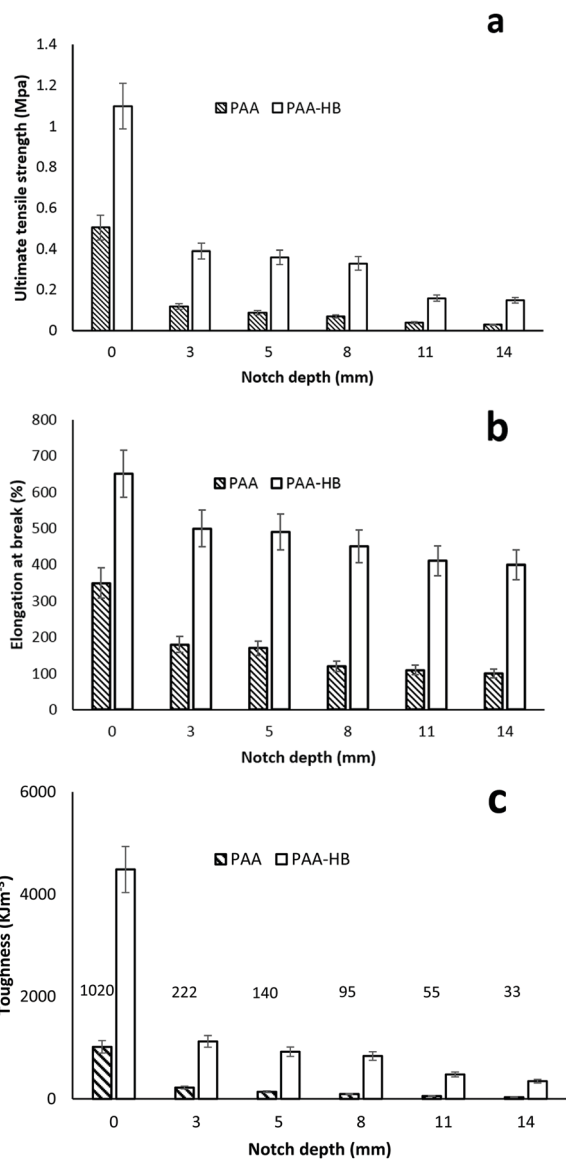 a
1.4
1.2
1
0.8
0.6
0.4
0.2
0
Ultimate tensile strength (Mpa)
PAA PAA-HB
0 3 5 8 11 14
Notch depth (mm)
b
800
700
600
500
400
300
200
100
0
Elongation at break (%)
PAA PAA-HB
0 3 5 8 11 14
Notch depth (mm)
c
6000
4000
2000
0
Toughness (KJm⁻³)
PAA PAA-HB
1020 222 140 95 55 33
0 3 5 8 11 14
Notch depth (mm)